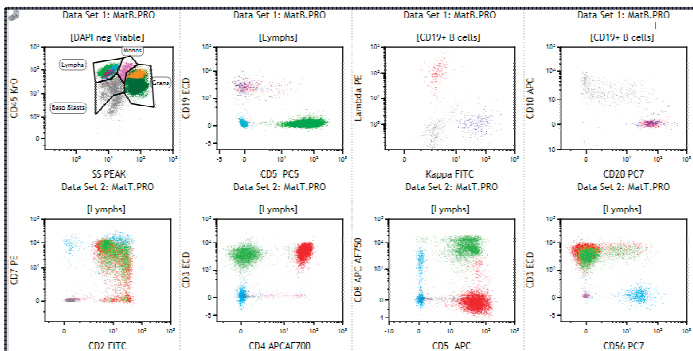 Data Set 1: MatB.PRO
Data Set 1: MatB.PRO
Data Set 1: MatB.PRO
Data Set 1: MatB.PRO
[DAPI neg Viable]
[Lymphs]
[CD19+ B cells]
[CD19+ B cells]
Monos
Lymphs
Grans
Baso Blasts
CD45 KrO
CD19 ECD
Lambda PE
SS PEAK
CD5 PC5
Kappa FITC
CD20 PC7
Data Set 2: MatT.PRO
Data Set 2: MatT.PRO
Data Set 2: MatT.PRO
Data Set 2: MatT.PRO
[Lymphs]
[Lymphs]
[Lymphs]
[Lymphs]
CD7 PE
CD3 ECD
CD8 APC AF750
CD3 ECD
CD2 FITC
CD4 APCAF700
CD5 APC
CD56 PC7